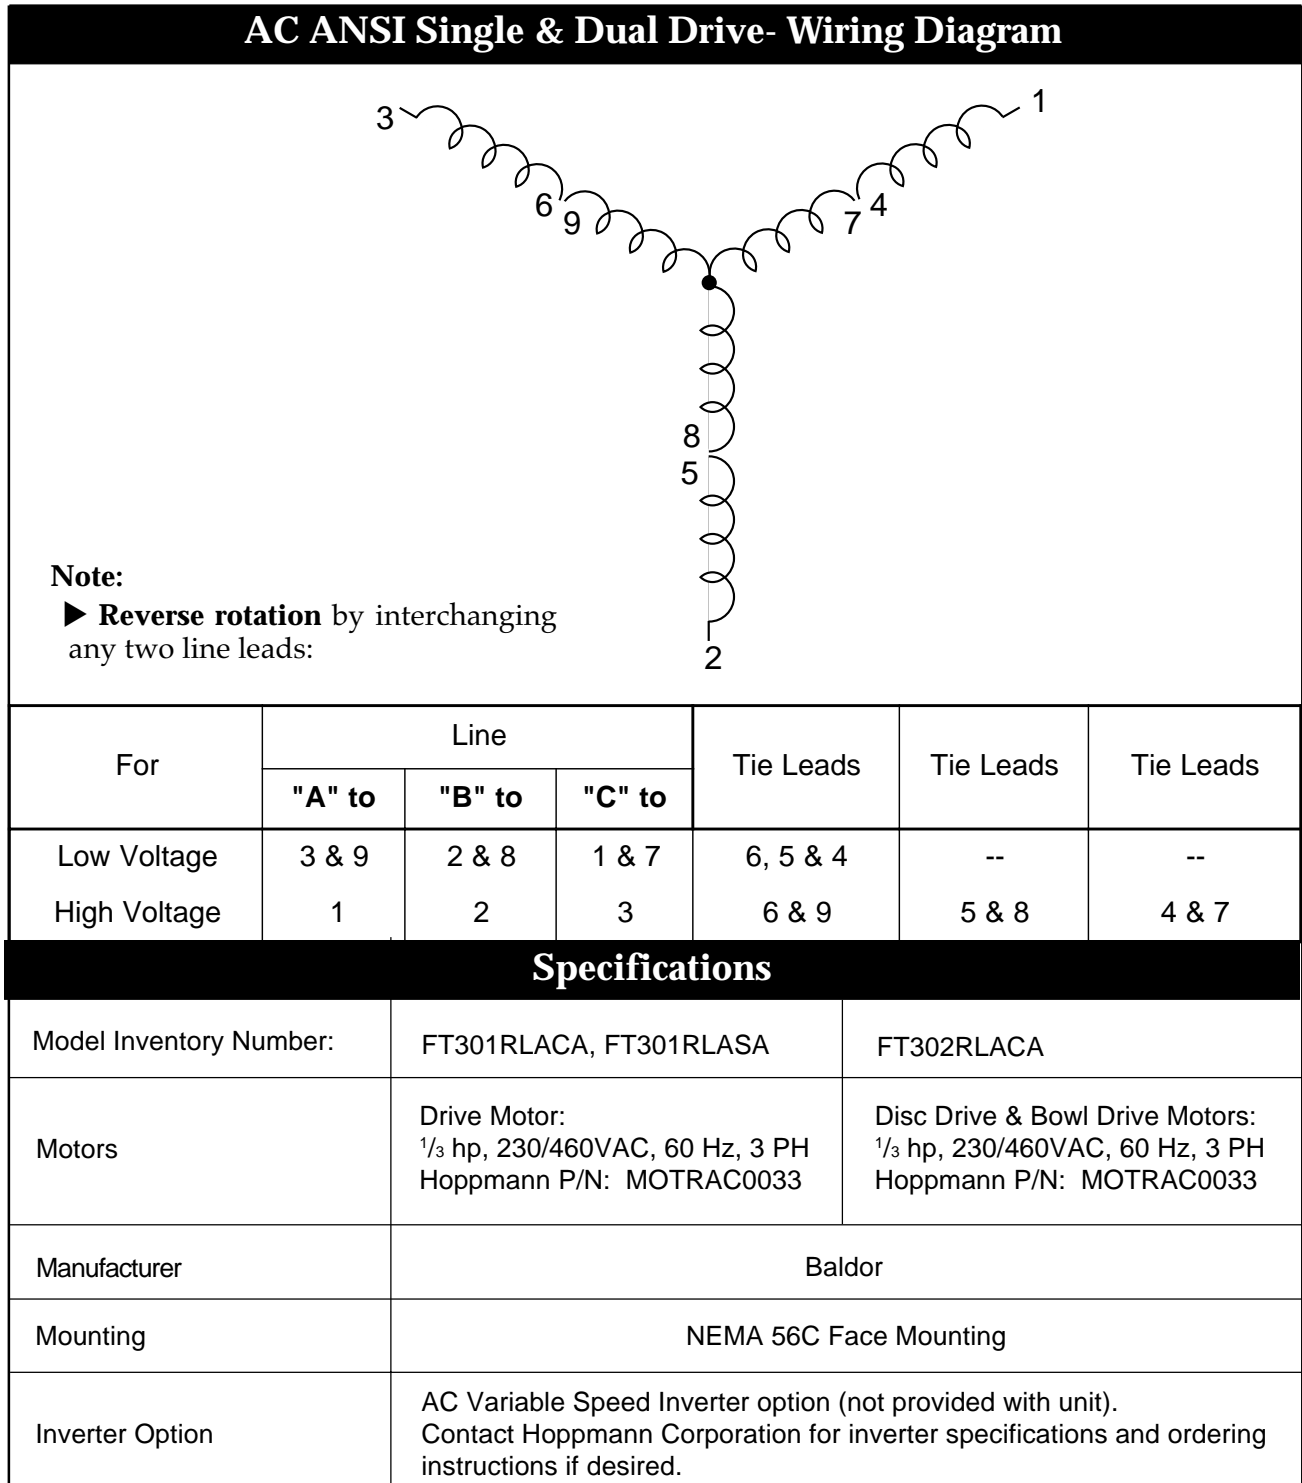 AC ANSI Single & Dual Drive- Wiring Diagram
3
1
6
9
7
4
8
5
2
Note:
▶ Reverse rotation by interchanging
any two line leads:
For
Line
Tie Leads
Tie Leads
Tie Leads
"A" to
"B" to
"C" to
Low Voltage 3 & 9 2 & 8 1 & 7 6, 5 & 4 -- --
High Voltage 1 2 3 6 & 9 5 & 8 4 & 7
Specifications
Model Inventory Number: FT301RLACA, FT301RLASA FT302RLACA
Motors
Drive Motor:
1/3 hp, 230/460VAC, 60 Hz, 3 PH
Hoppmann P/N: MOTRAC0033
Disc Drive & Bowl Drive Motors:
1/3 hp, 230/460VAC, 60 Hz, 3 PH
Hoppmann P/N: MOTRAC0033
Manufacturer Baldor
Mounting NEMA 56C Face Mounting
Inverter Option
AC Variable Speed Inverter option (not provided with unit).
Contact Hoppmann Corporation for inverter specifications and ordering
instructions if desired.